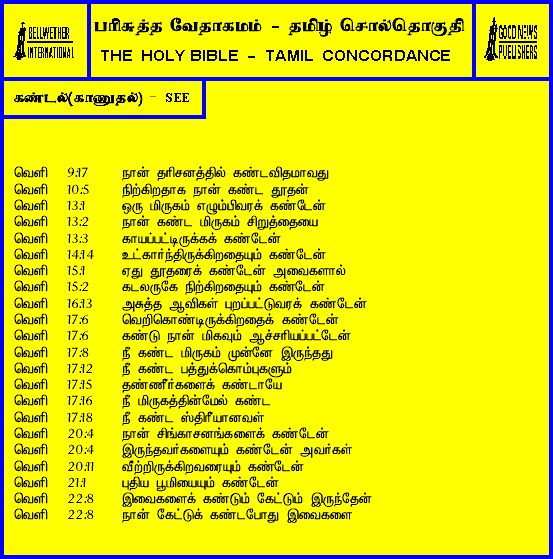 BELLWETHER INTERNATIONAL
பரிசுத்த வேதாகமம் - தமிழ் சொல்தொகுதி
THE HOLY BIBLE - TAMIL CONCORDANCE
GOOD NEWS PUBLISHERS
கண்டல்(காணுதல்) - SEE
வெளி 9:17 நான் தரிசனத்தில் கண்டவிதமாவது
வெளி 10:5 நிற்கிறதாக நான் கண்ட தூதன்
வெளி 13:1 ஒரு மிருகம் எழும்பிவரக் கண்டேன்
வெளி 13:2 நான் கண்ட மிருகம் சிறுத்தையை
வெளி 13:3 காயப்பட்டிருக்கக் கண்டேன்
வெளி 14:14 உட்கார்ந்திருக்கிறதையும் கண்டேன்
வெளி 15:1 ஏது தூதரைக் கண்டேன் அவைகளால்
வெளி 15:2 கடலருகே நிற்கிறதையும் கண்டேன்
வெளி 16:13 அசுத்த ஆவிகள் புறப்பட்டுவரக் கண்டேன்
வெளி 17:6 வெறிகொண்டிருக்கிறதைக் கண்டேன்
வெளி 17:6 கண்டு நான் மிகவும் ஆச்சரியப்பட்டேன்
வெளி 17:8 நீ கண்ட மிருகம் முன்னே இருந்தது
வெளி 17:12 நீ கண்ட பத்துக்கொம்புகளும்
வெளி 17:15 தண்ணீர்களைக் கண்டாயே
வெளி 17:16 நீ மிருகத்தின்மேல் கண்ட
வெளி 17:18 நீ கண்ட ஸ்திரீயானவள்
வெளி 20:4 நான் சிங்காசனங்களைக் கண்டேன்
வெளி 20:4 இருந்தவர்களையும் கண்டேன் அவர்கள்
வெளி 20:11 வீற்றிருக்கிறவரையும் கண்டேன்
வெளி 21:1 புதிய பூமியையும் கண்டேன்
வெளி 22:8 இவைகளைக் கண்டும் கேட்டும் இருந்தேன்
வெளி 22:8 நான் கேட்டுக் கண்டபோது இவைகளை